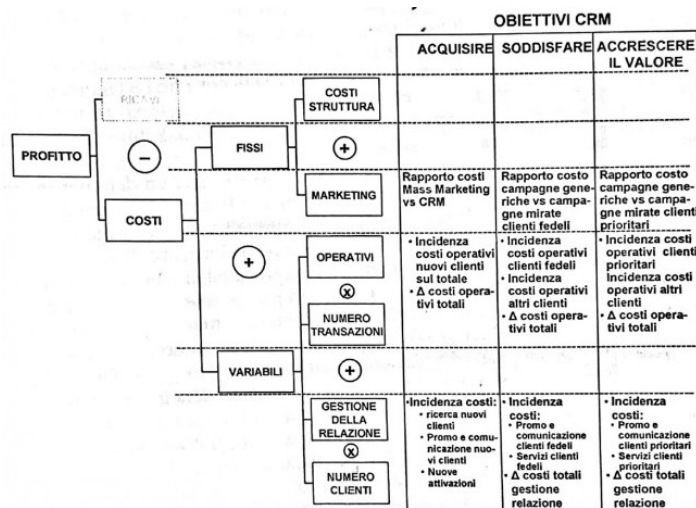 OBIETTIVI CRM
ACQUISIRE
SODDISFARE
ACCRESCERE
IL VALORE
RICAVI
COSTI
STRUTTURA
PROFITTO
−
FISSI
+
MARKETING
COSTI
Rapporto costi
Mass Marketing
vs CRM
Rapporto costo
campagne gene-
riche vs campa-
gne mirate
clienti fedeli
Rapporto costo
campagne gene-
riche vs campa-
gne mirate clienti
prioritari
+
OPERATIVI
x
NUMERO
TRANSAZIONI
• Incidenza
costi operativi
nuovi clienti
sul totale
• Δ costi opera-
tivi totali
• Incidenza
costi operativi
clienti fedeli
• Incidenza
costi operativi
altri clienti
• Δ costi opera-
tivi totali
• Incidenza costi
operativi clienti
prioritari
Incidenza costi
operativi altri
clienti
• Δ costi opera-
tivi totali
VARIABILI
+
GESTIONE
DELLA
RELAZIONE
x
NUMERO
CLIENTI
•Incidenza costi:
• ricerca nuovi
clienti
• Promo e comu-
nicazione nuo-
vi clienti
• Nuove
attivazioni
• Incidenza
costi:
• Promo e
comunicazione
clienti fedeli
• Servizi clienti
fedeli
• Δ costi totali
gestione
relazione
• Incidenza
costi:
• Promo e
comunicazione
clienti prioritari
• Servizi clienti
prioritari
• Δ costi totali
gestione
relazione